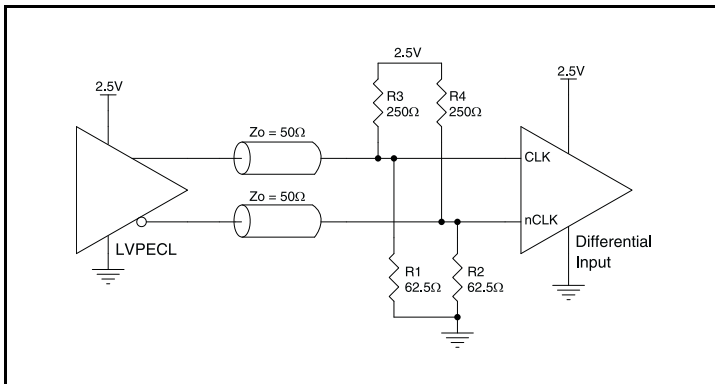 2.5V
2.5V
2.5V
R3
250Ω
R4
250Ω
Zo = 50Ω
CLK
Zo = 50Ω
nCLK
LVPECL
Differential
Input
R1
62.5Ω
R2
62.5Ω